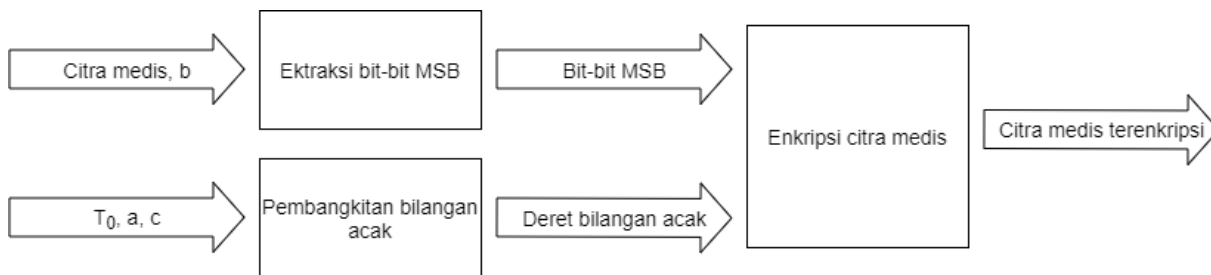 Citra medis, b
Ektraksi bit-bit MSB
Bit-bit MSB
Enkripsi citra medis
Citra medis terenkripsi
T0, a, c
Pembangkitan bilangan
acak
Deret bilangan acak